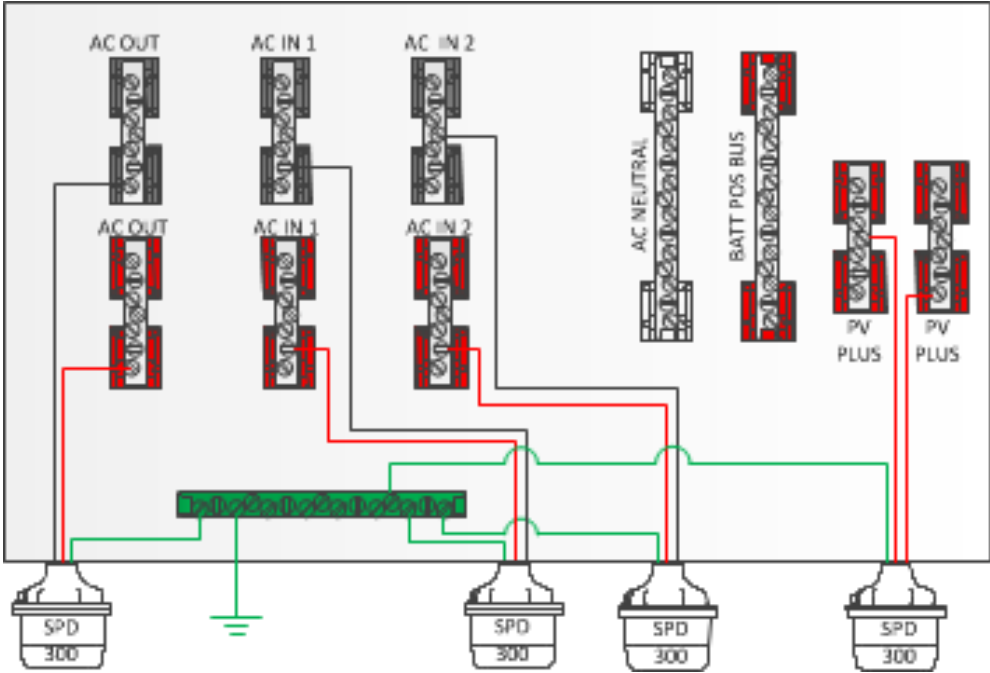 AC OUT
AC IN 1
AC IN 2
AC OUT
AC IN 1
AC IN 2
AC NEUTRAL
BATT POS BUS
PV
PLUS
PV
PLUS
SPD
300
SPD
300
SPD
300
SPD
300